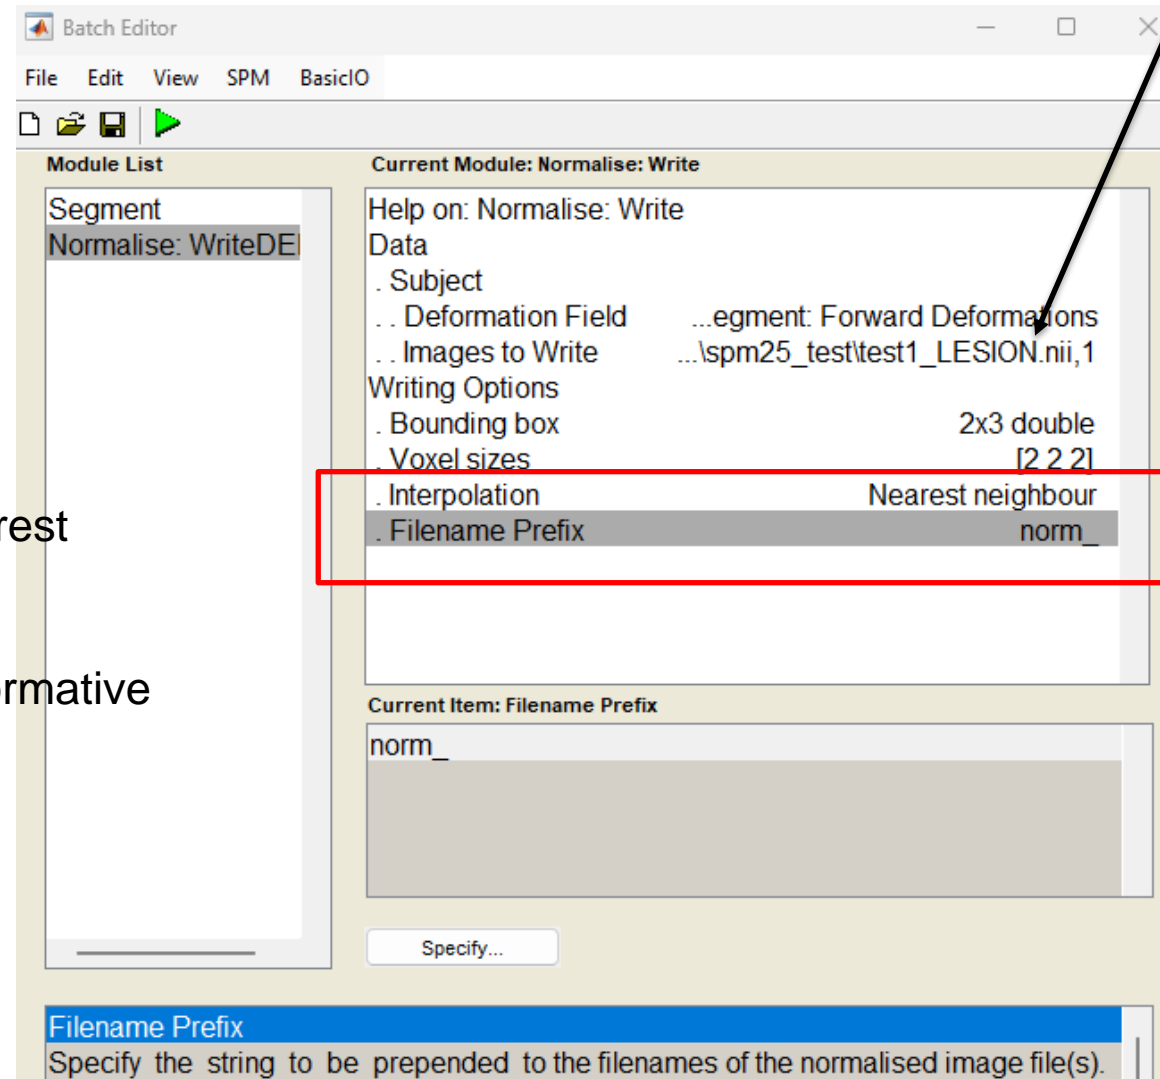 Batch Editor
File Edit View SPM BasicIO
Module List
Current Module: Normalise: Write
Segment
Normalise: WriteDE
Help on: Normalise: Write
Data
. Subject
. . Deformation Field ...egment: Forward Deformations
. . Images to Write ...\spm25_test\test1_LESION.nii,1
Writing Options
. Bounding box 2x3 double
. Voxel sizes [2 2 2]
. Interpolation Nearest neighbour
. Filename Prefix norm_
rest
ormative
Current Item: Filename Prefix
norm_
Specify...
Filename Prefix
Specify the string to be prepended to the filenames of the normalised image file(s).